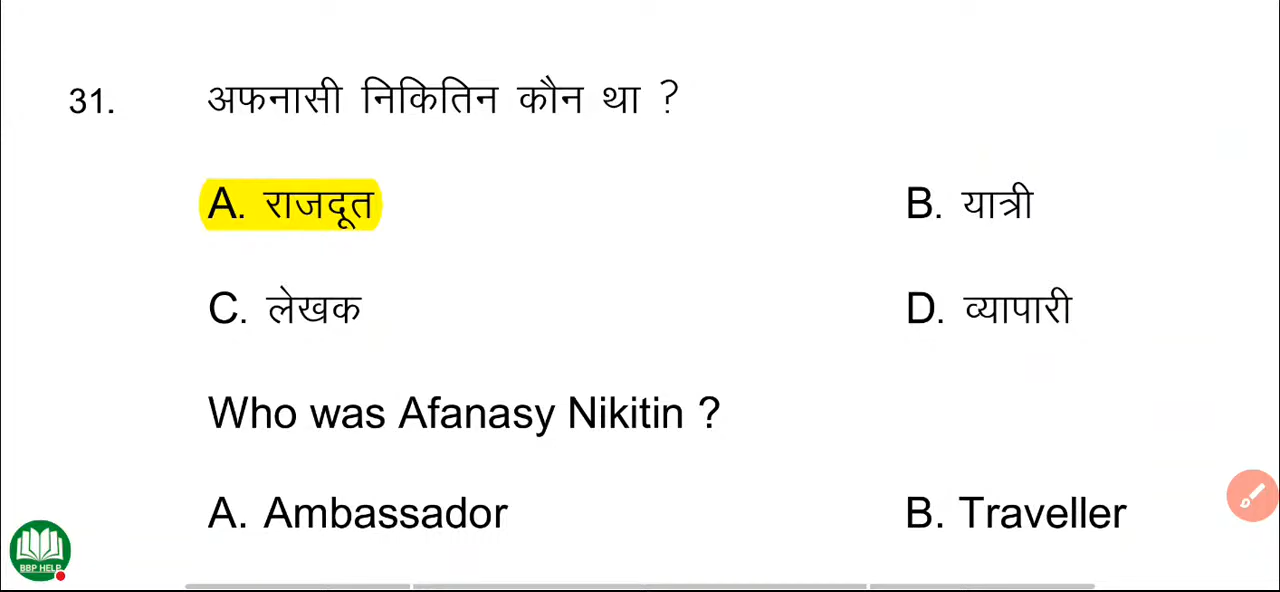 31. अफनासी निकितिन कौन था ?
A. राजदूत B. यात्री
C. लेखक D. व्यापारी
Who was Afanasy Nikitin ?
A. Ambassador B. Traveller
BBP HELP